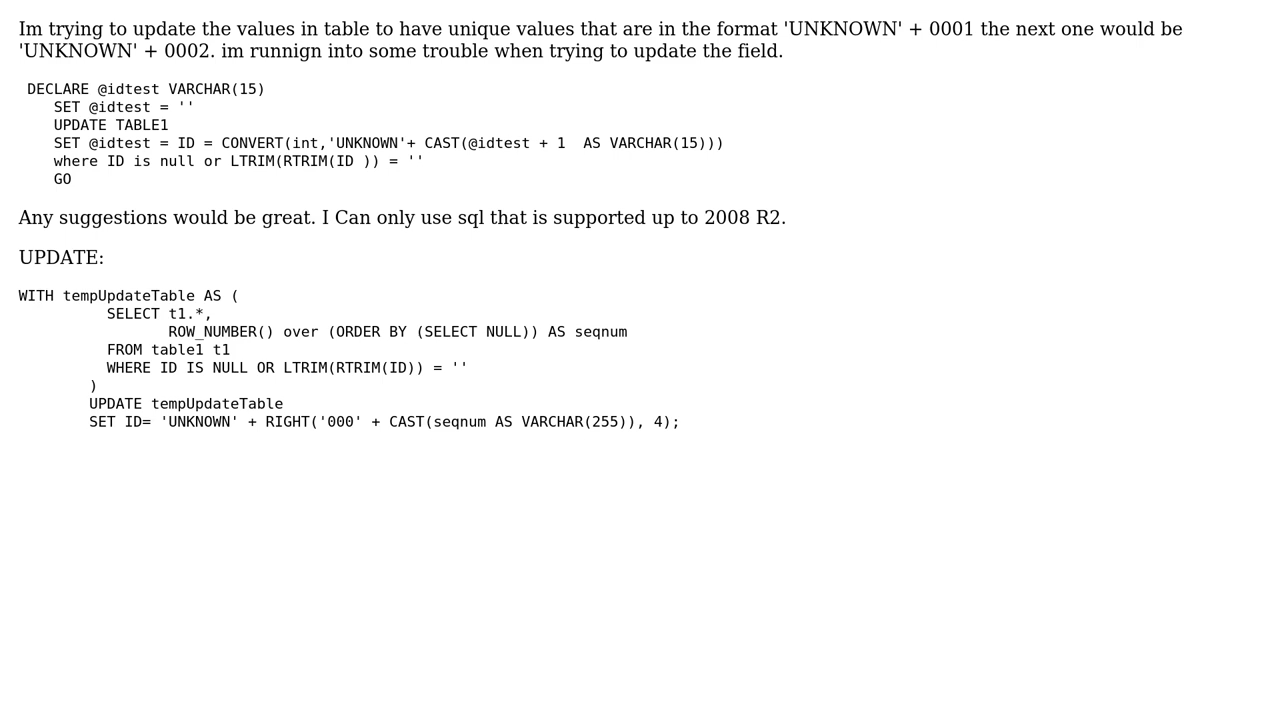 Im trying to update the values in table to have unique values that are in the format 'UNKNOWN' + 0001 the next one would be
'UNKNOWN' + 0002. im runnign into some trouble when trying to update the field.
DECLARE @idtest VARCHAR(15)
SET @idtest = ''
UPDATE TABLE1
SET @idtest = ID = CONVERT(int,'UNKNOWN'+ CAST(@idtest + 1  AS VARCHAR(15)))
where ID is null or LTRIM(RTRIM(ID )) = ''
GO
Any suggestions would be great. I Can only use sql that is supported up to 2008 R2.
UPDATE:
WITH tempUpdateTable AS (
SELECT t1.*,
ROW_NUMBER() over (ORDER BY (SELECT NULL)) AS seqnum
FROM table1 t1
WHERE ID IS NULL OR LTRIM(RTRIM(ID)) = ''
)
UPDATE tempUpdateTable
SET ID= 'UNKNOWN' + RIGHT('000' + CAST(seqnum AS VARCHAR(255)), 4);